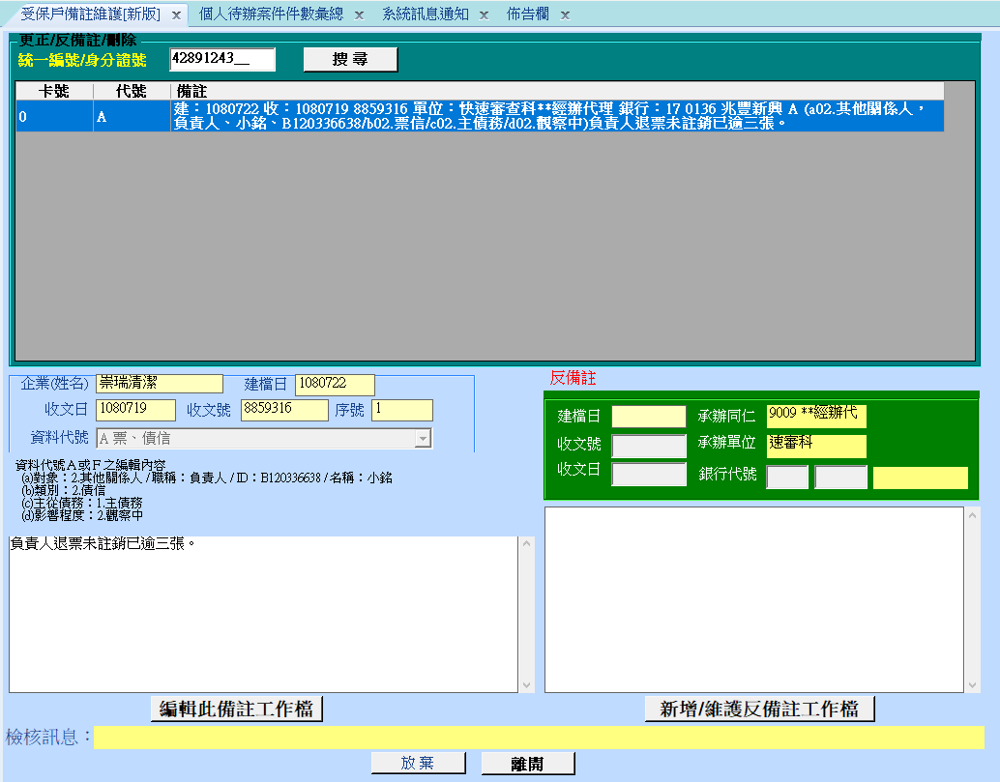 受保戶備註維護[新版] x 個人待辦案件件數彙總 x 系統訊息通知 x 佈告欄 x
更正/反備註/刪除
統一編號/身分證號 42891243__ 搜尋
卡號 代號 備註
0 A 建：1080722 收：1080719 8859316 單位：快速審查科**經辦代理 銀行：17 0136 兆豐新興 A (a02.其他關係人，
負責人、小銘、B120336638/b02.票信/c02.主債務/d02.觀察中)負責人退票未註銷已逾三張。
企業(姓名) 崇瑞清潔 建檔日 1080722
收文日 1080719 收文號 8859316 序號 1
資料代號 A 票、債信
資料代號A或F之編輯內容
(a)對象：2.其他關係人 / 職稱：負責人 / ID：B120336638 / 名稱：小銘
(b)類別：2.債信
(c)主從債務：1.主債務
(d)影響程度：2.觀察中
負責人退票未註銷已逾三張。
編輯此備註工作檔
反備註
建檔日 承辦同仁 9009 **經辦代
收文號 承辦單位 速審科
收文日 銀行代號
新增/維護反備註工作檔
檢核訊息：
放棄 離開